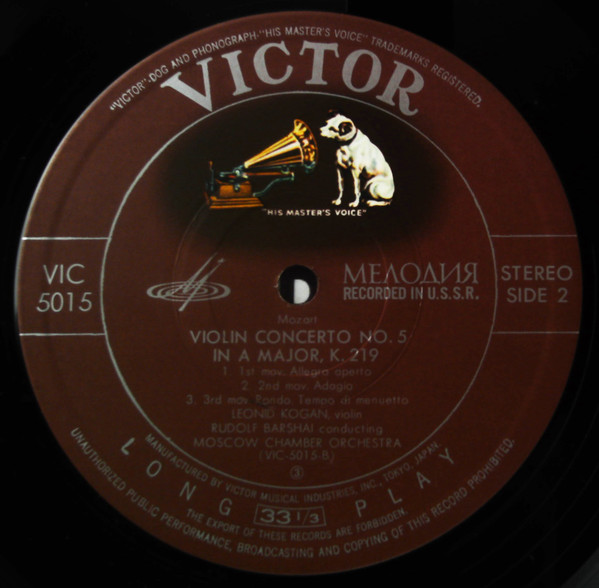 "VICTOR"-DOG AND PHONOGRAPH-"HIS MASTER'S VOICE" TRADEMARKS REGISTERED.
VICTOR
"HIS MASTER'S VOICE"
VIC
5015
МЕЛОДИЯ
RECORDED IN U.S.S.R.
STEREO
SIDE 2
Mozart
VIOLIN CONCERTO NO. 5
IN A MAJOR, K. 219
1. 1st mov. Allegro aperto
2. 2nd mov. Adagio
3. 3rd mov. Rondo. Tempo di menuetto
LEONID KOGAN, violin
RUDOLF BARSHAI conducting
MOSCOW CHAMBER ORCHESTRA
(VIC-5015-B)
③
MANUFACTURED BY VICTOR MUSICAL INDUSTRIES, INC., TOKYO, JAPAN.
LONG 33 1/3 PLAY
THE EXPORT OF THESE RECORDS ARE FORBIDDEN.
UNAUTHORIZED PUBLIC PERFORMANCE, BROADCASTING AND COPYING OF THIS RECORD PROHIBITED.